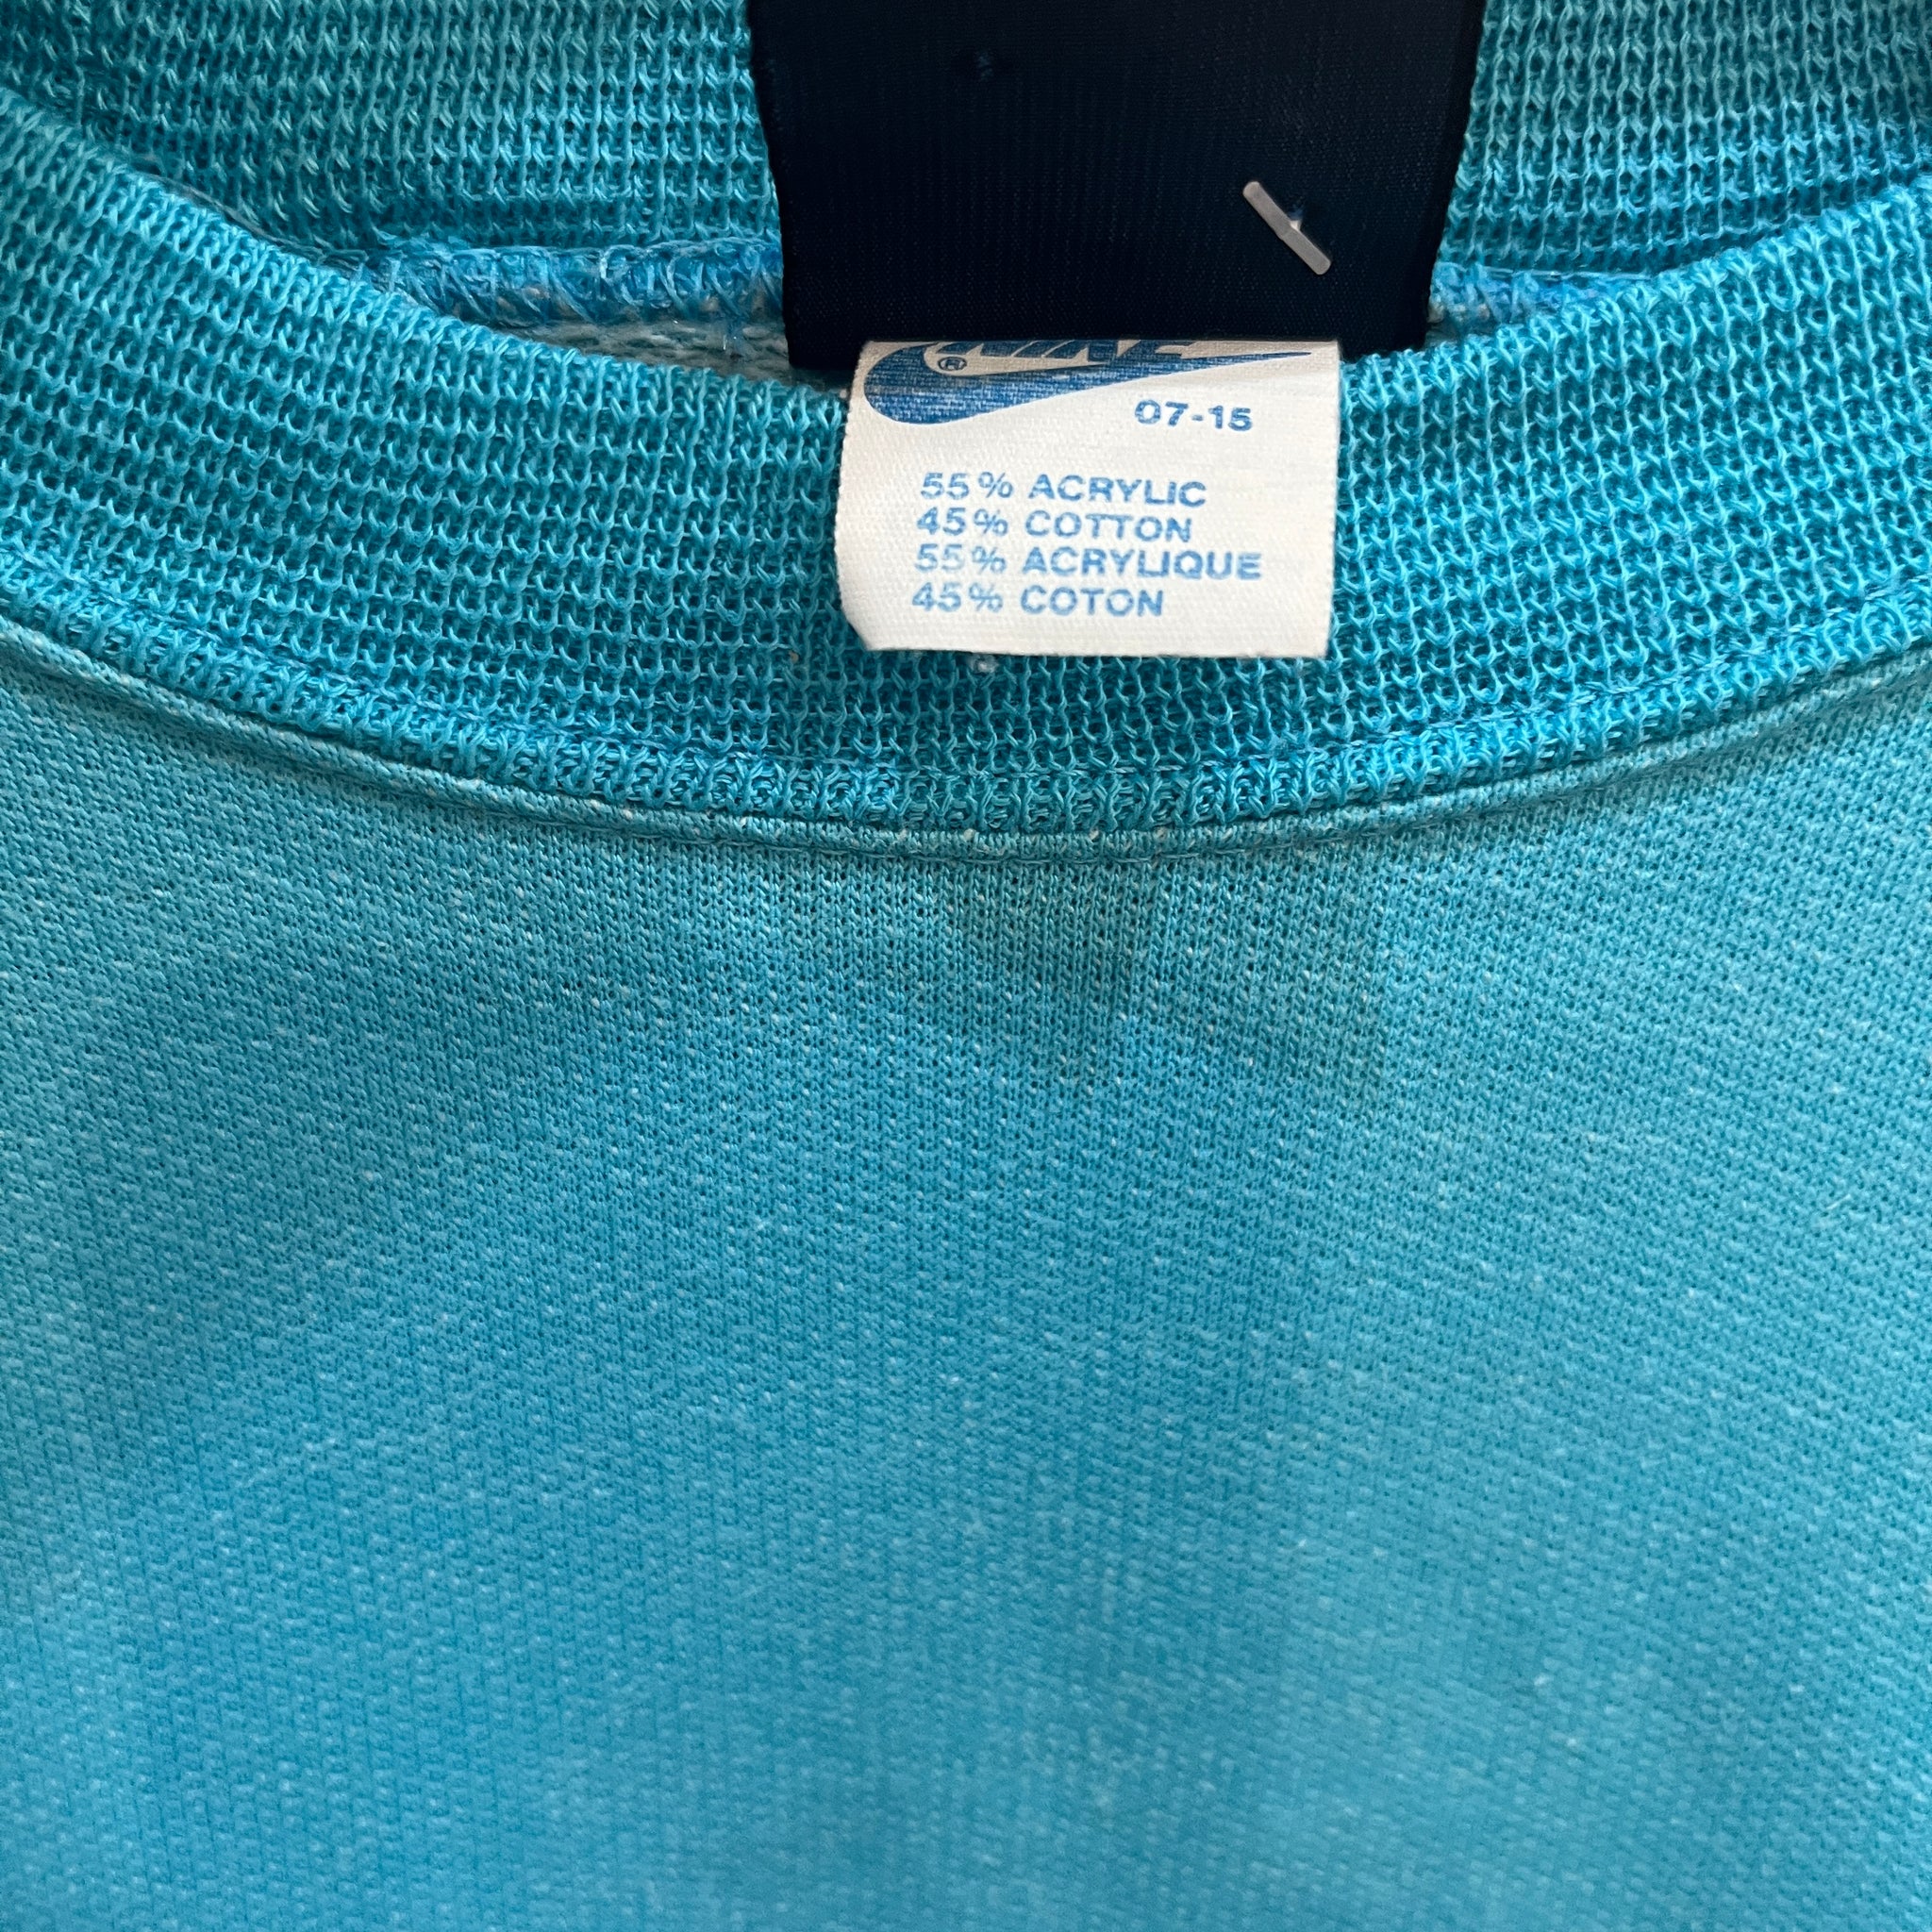 NIKE
®
07-15
55% ACRYLIC
45% COTTON
55% ACRYLIQUE
45% COTON